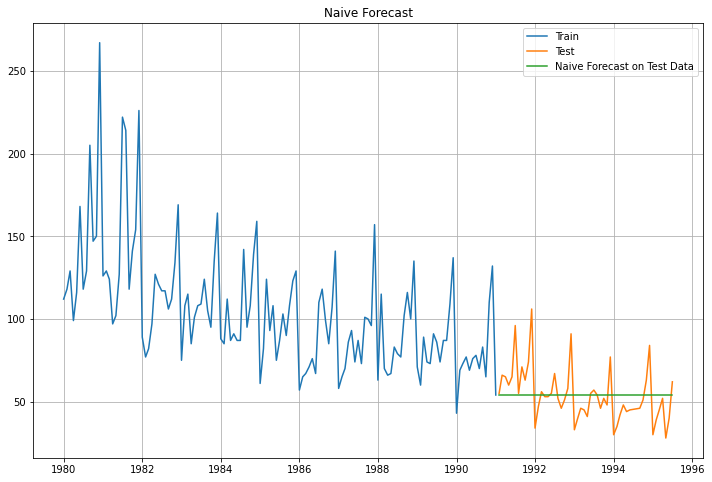 Naive Forecast
Train
Test
Naive Forecast on Test Data
250
200
150
100
50
1980 1982 1984 1986 1988 1990 1992 1994 1996